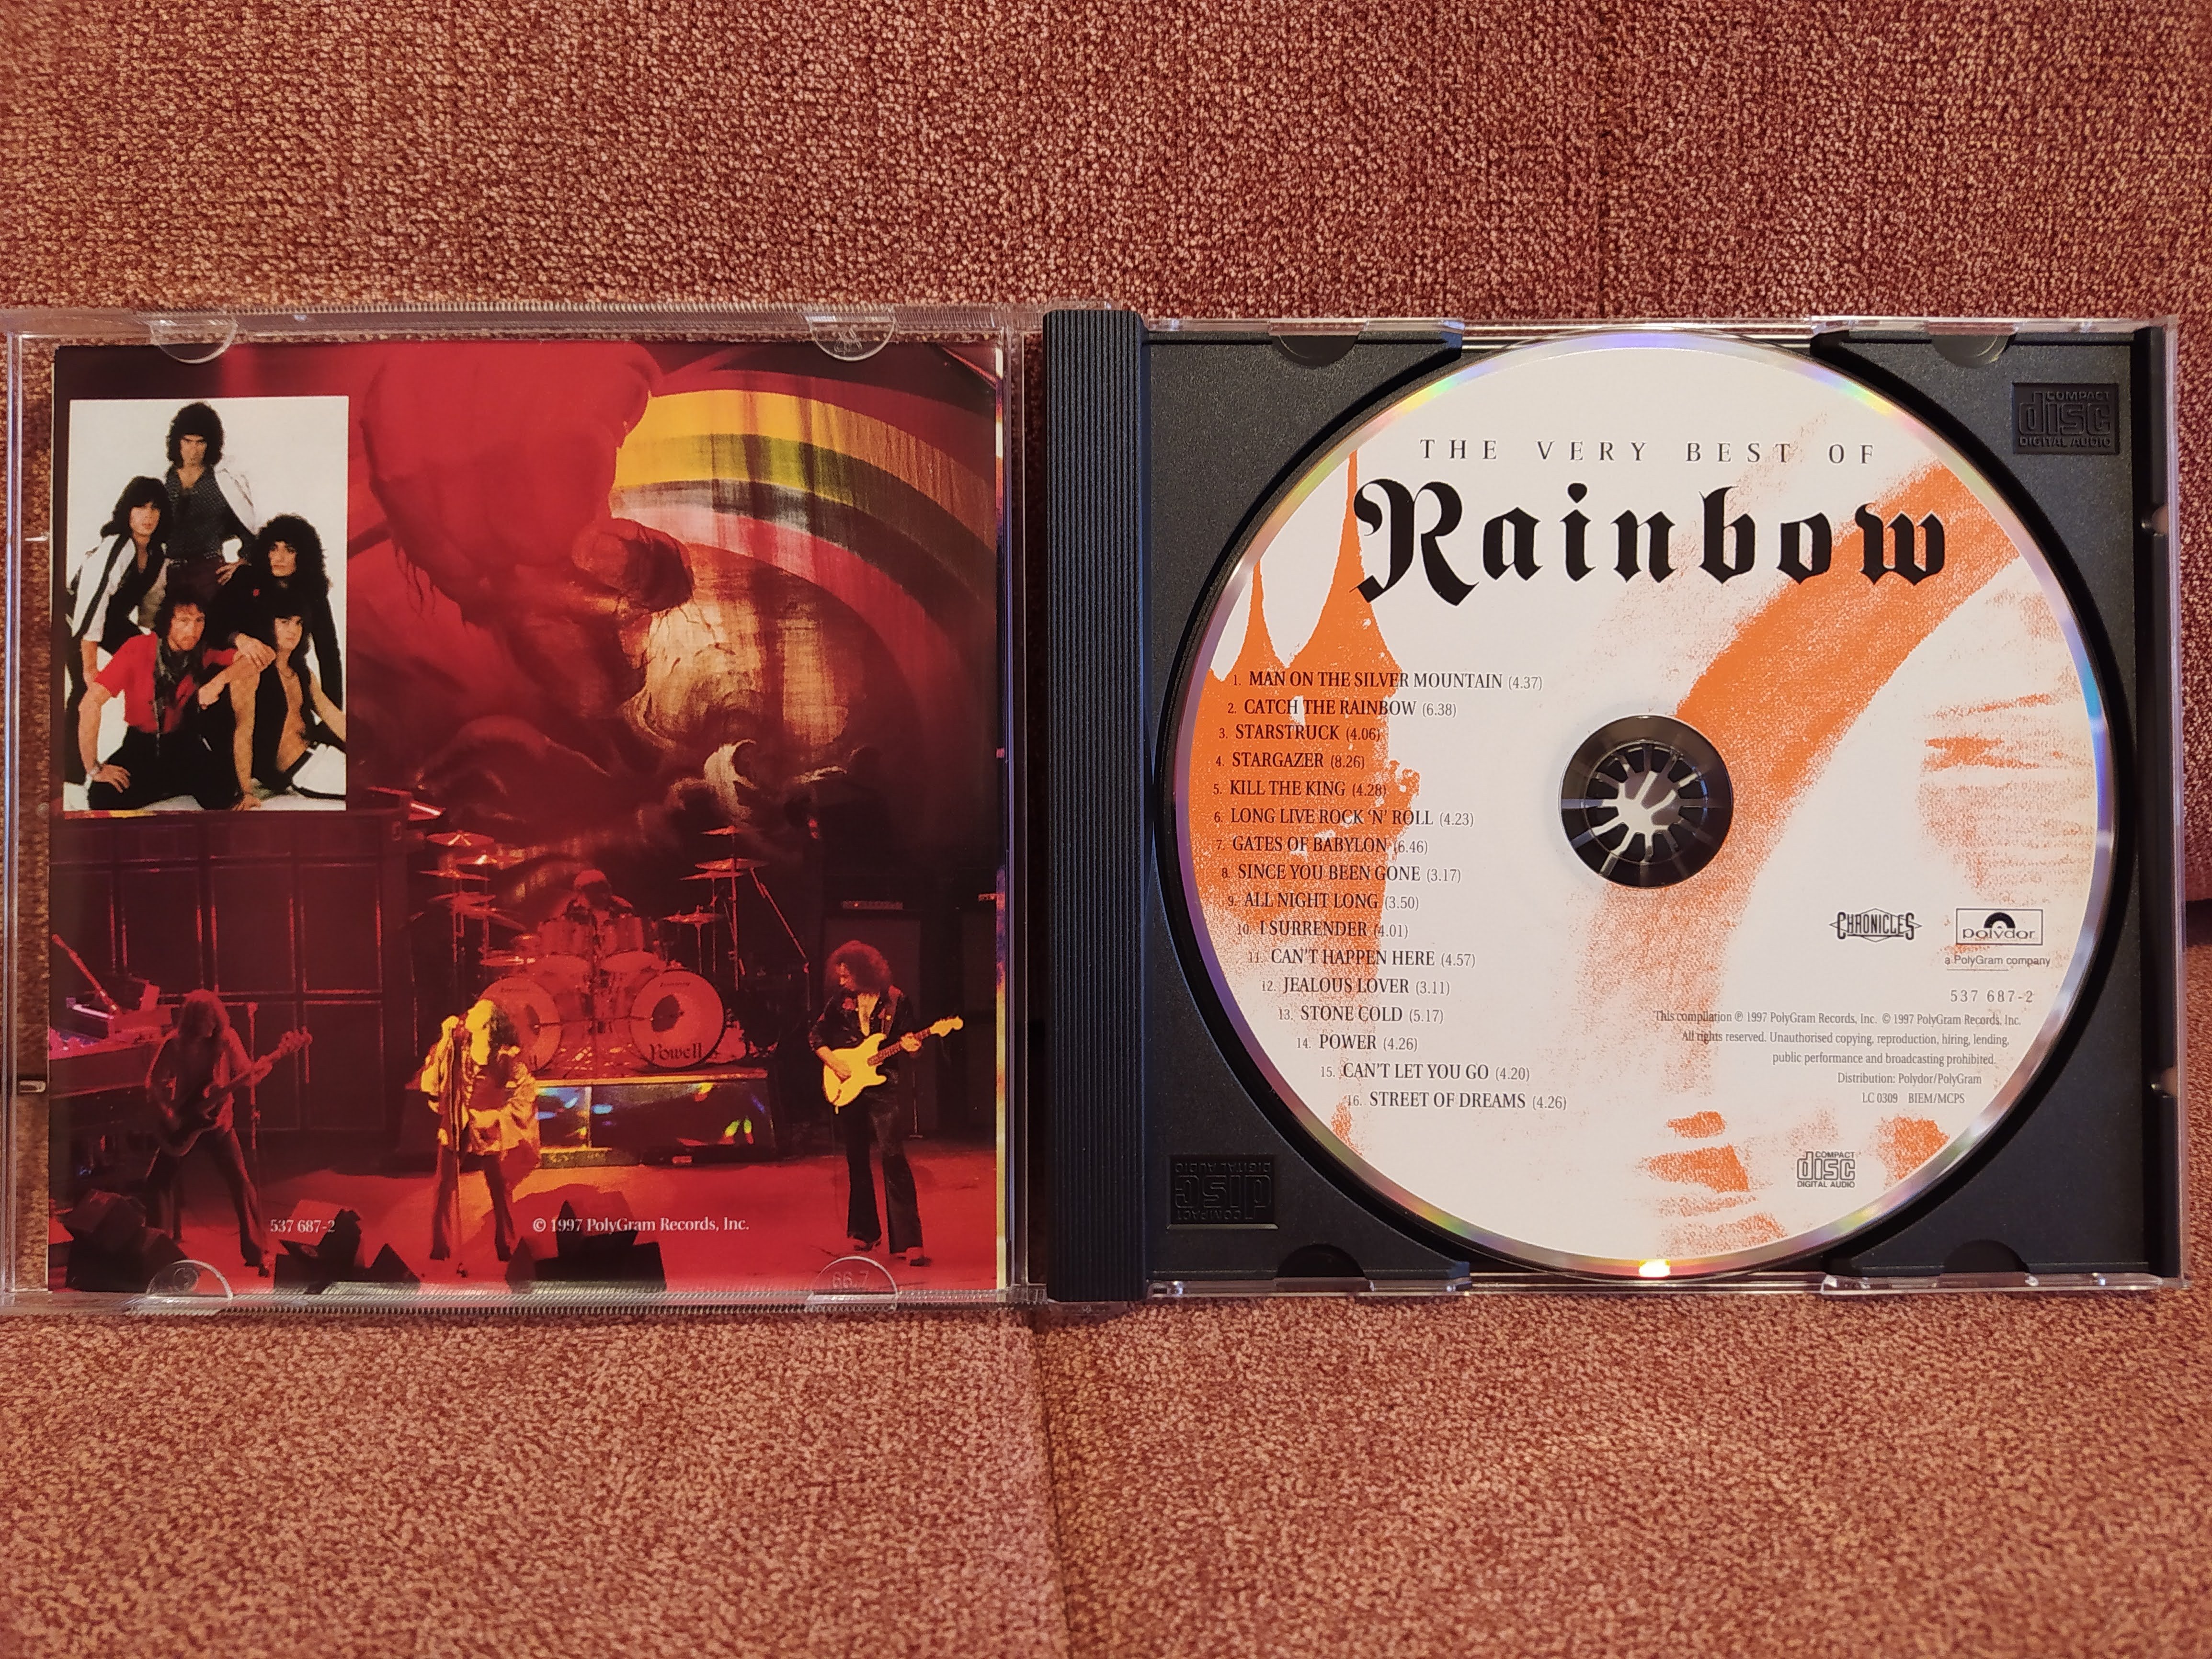 Powell
537 687-2
© 1997 PolyGram Records, Inc.
66.7
COMPACT
disc
DIGITAL AUDIO
THE VERY BEST OF
Rainbow
1. MAN ON THE SILVER MOUNTAIN (4.37)
2. CATCH THE RAINBOW (6.38)
3. STARSTRUCK (4.06)
4. STARGAZER (8.26)
5. KILL THE KING (4.28)
6. LONG LIVE ROCK 'N' ROLL (4.23)
7. GATES OF BABYLON (6.46)
8. SINCE YOU BEEN GONE (3.17)
9. ALL NIGHT LONG (3.50)
10. I SURRENDER (4.01)
11. CAN'T HAPPEN HERE (4.57)
12. JEALOUS LOVER (3.11)
13. STONE COLD (5.17)
14. POWER (4.26)
15. CAN'T LET YOU GO (4.20)
16. STREET OF DREAMS (4.26)
CHRONICLES
polydor
a PolyGram company
537 687-2
This compilation ℗ 1997 PolyGram Records, Inc. © 1997 PolyGram Records, Inc.
All rights reserved. Unauthorised copying, reproduction, hiring, lending,
public performance and broadcasting prohibited.
Distribution: Polydor/PolyGram
LC 0309 BIEM/MCPS
COMPACT
disc
DIGITAL AUDIO
COMPACT
disc
DIGITAL AUDIO